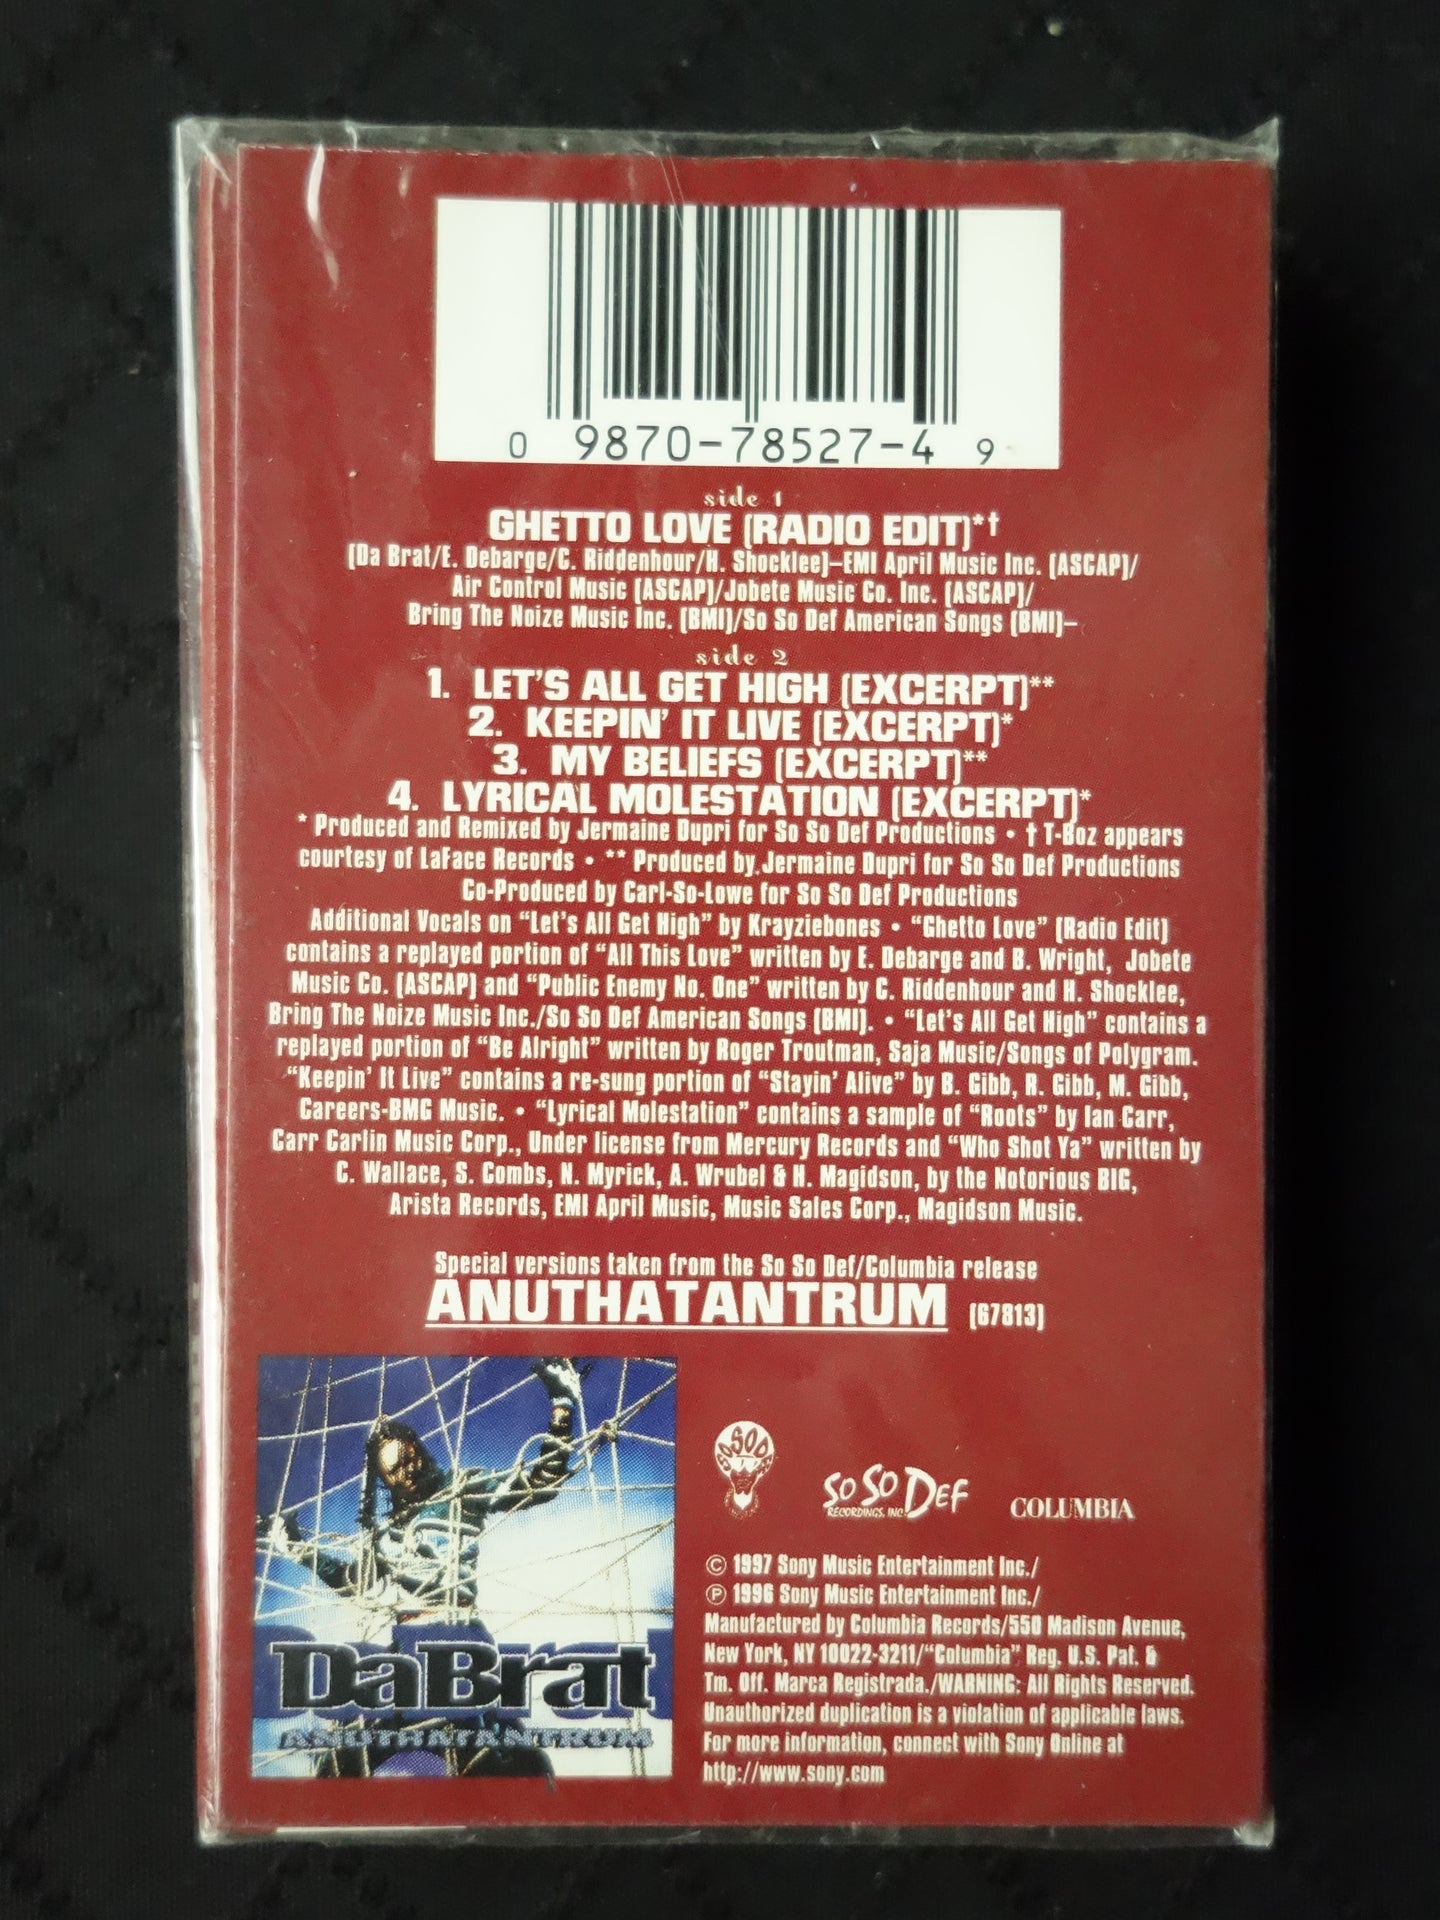 0 9870-78527-4 9
side 1
GHETTO LOVE (RADIO EDIT)*†
(Da Brat/E. Debarge/C. Riddenhour/H. Shocklee)–EMI April Music Inc. (ASCAP)/
Air Control Music (ASCAP)/Jobete Music Co. Inc. (ASCAP)/
Bring The Noize Music Inc. (BMI)/So So Def American Songs (BMI)–
side 2
1. LET'S ALL GET HIGH (EXCERPT)**
2. KEEPIN' IT LIVE (EXCERPT)*
3. MY BELIEFS (EXCERPT)**
4. LYRICAL MOLESTATION (EXCERPT)*
* Produced and Remixed by Jermaine Dupri for So So Def Productions • † T-Boz appears
courtesy of LaFace Records • ** Produced by Jermaine Dupri for So So Def Productions
Co-Produced by Carl-So-Lowe for So So Def Productions
Additional Vocals on “Let's All Get High” by Krayziebones • “Ghetto Love” (Radio Edit)
contains a replayed portion of “All This Love” written by E. Debarge and B. Wright, Jobete
Music Co. (ASCAP) and “Public Enemy No. One” written by C. Riddenhour and H. Shocklee,
Bring The Noize Music Inc./So So Def American Songs (BMI). • “Let's All Get High” contains a
replayed portion of “Be Alright” written by Roger Troutman, Saja Music/Songs of Polygram.
“Keepin' It Live” contains a re-sung portion of “Stayin' Alive” by B. Gibb, R. Gibb, M. Gibb,
Careers-BMG Music. • “Lyrical Molestation” contains a sample of “Roots” by Ian Carr,
Carr Carlin Music Corp., Under license from Mercury Records and “Who Shot Ya” written by
C. Wallace, S. Combs, N. Myrick, A. Wrubel & H. Magidson, by the Notorious BIG,
Arista Records, EMI April Music, Music Sales Corp., Magidson Music.
Special versions taken from the So So Def/Columbia release
ANUTHATANTRUM (67813)
DaBrat
ANUTHATANTRUM
SO SO DEF
SO SO DEF
RECORDINGS, INC.
COLUMBIA
© 1997 Sony Music Entertainment Inc./
℗ 1996 Sony Music Entertainment Inc./
Manufactured by Columbia Records/550 Madison Avenue,
New York, NY 10022-3211/“Columbia” Reg. U.S. Pat. &
Tm. Off. Marca Registrada./WARNING: All Rights Reserved.
Unauthorized duplication is a violation of applicable laws.
For more information, connect with Sony Online at
http://www.sony.com